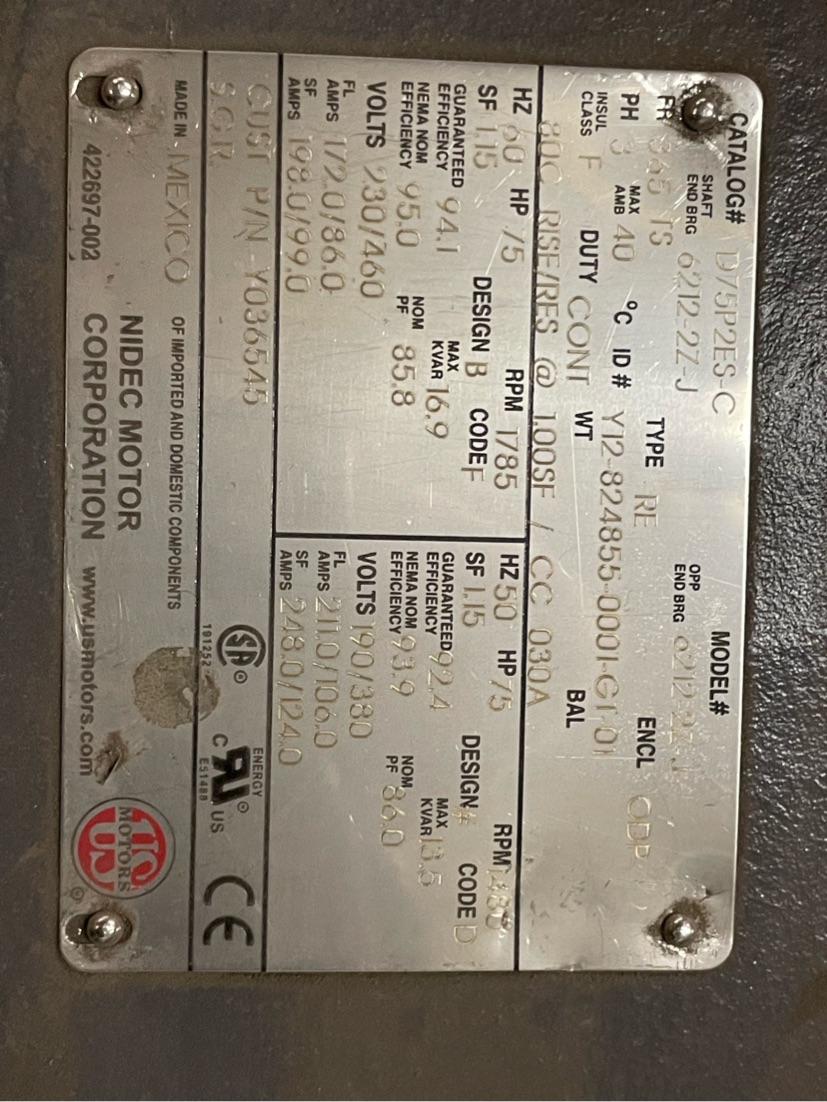 CATALOG# D75P2ES-C MODEL#
SHAFT END BRG 6212-2Z-J OPP END BRG 6212-2Z-J
FR 365 TS TYPE RE ENCL ODP
PH 3 MAX AMB 40 °C ID# Y12-824855-0001-GT 01
INSUL CLASS F DUTY CONT WT BAL
80C RISE/RES @ 1.00SF / CC 030A
HZ 60 HP 75 RPM 1785
SF 1.15 DESIGN B CODE F
GUARANTEED EFFICIENCY 94.1 MAX KVAR 16.9
NEMA NOM EFFICIENCY 95.0 NOM PF 85.8
VOLTS 230/460
FL AMPS 172.0/86.0
SF AMPS 198.0/99.0
HZ 50 HP 75 RPM
SF 1.15 DESIGN # CODE D
GUARANTEED EFFICIENCY 92.4 MAX KVAR 13.5
NEMA NOM EFFICIENCY 93.9 NOM PF 86.0
VOLTS 190/380
FL AMPS 211.0/106.0
SF AMPS 248.0/124.0
CUST P/N Y036545
S.G.R.
SA
191252
ENERGY
C US
E51488
CE
MADE IN MEXICO OF IMPORTED AND DOMESTIC COMPONENTS
422697-002
NIDEC MOTOR
CORPORATION www.usmotors.com
US
MOTORS